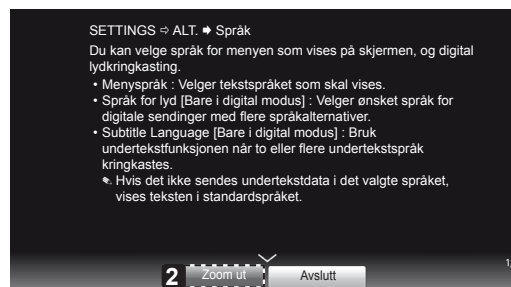 SETTINGS ⇨ ALT. ➧ Språk
Du kan velge språk for menyen som vises på skjermen, og digital
lydkringkasting.
• Menyspråk : Velger tekstspråket som skal vises.
• Språk for lyd [Bare i digital modus] : Velger ønsket språk for
digitale sendinger med flere språkalternativer.
• Subtitle Language [Bare i digital modus] : Bruk
undertekstfunksjonen når to eller flere undertekstspråk
kringkastes.
✎ Hvis det ikke sendes undertekstdata i det valgte språket,
vises teksten i standardspråket.
2 Zoom ut Avslutt